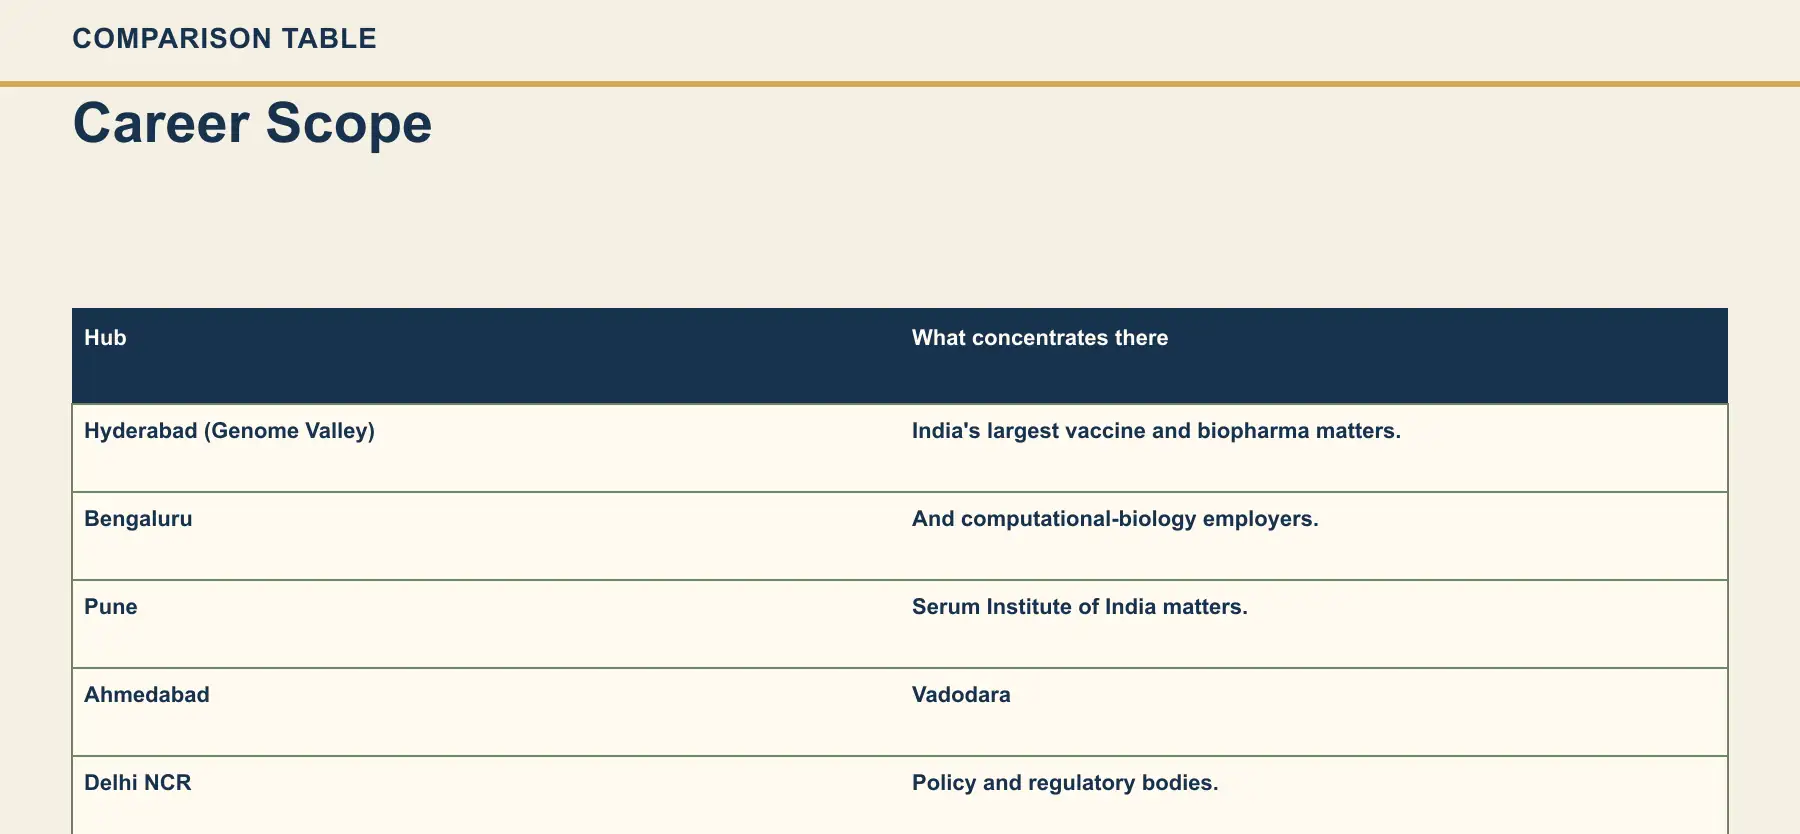 COMPARISON TABLE
Career Scope
Hub What concentrates there
Hyderabad (Genome Valley) India's largest vaccine and biopharma matters.
Bengaluru And computational-biology employers.
Pune Serum Institute of India matters.
Ahmedabad Vadodara
Delhi NCR Policy and regulatory bodies.